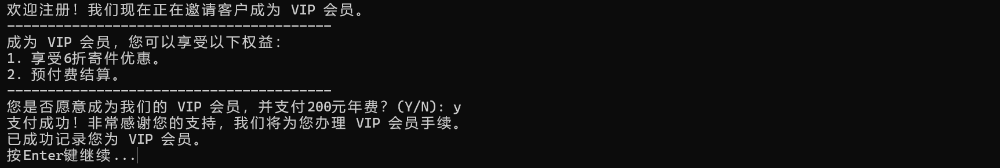 欢迎注册！我们现在正在邀请客户成为 VIP 会员。
----------------------------------------
成为 VIP 会员，您可以享受以下权益：
1. 享受6折寄件优惠。
2. 预付费结算。
----------------------------------------
您是否愿意成为我们的 VIP 会员，并支付200元年费？(Y/N): y
支付成功！非常感谢您的支持，我们将为您办理 VIP 会员手续。
已成功记录您为 VIP 会员。
按Enter键继续...